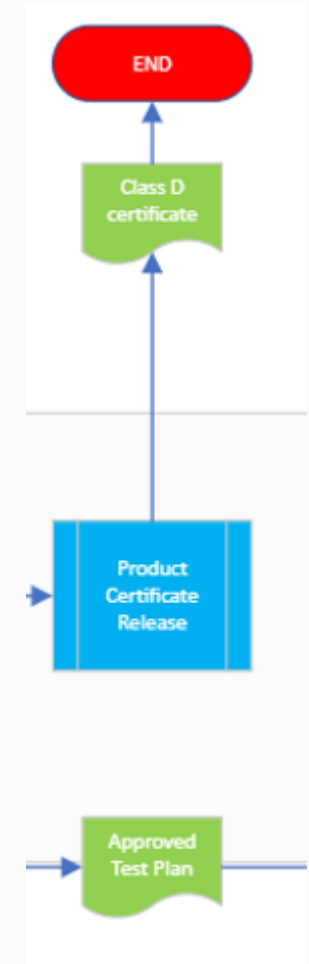 END
Class D
certificate
Product
Certificate
Release
Approved
Test Plan